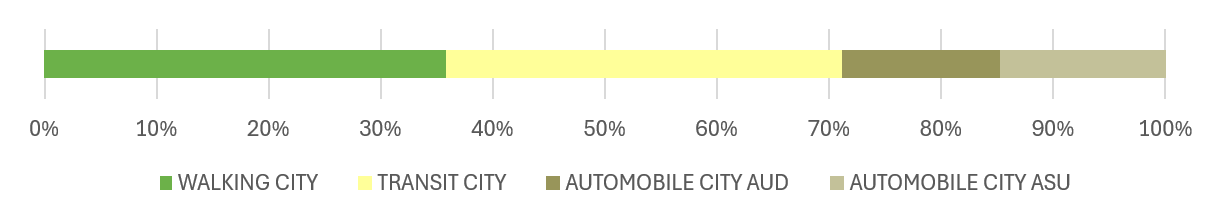 0% 10% 20% 30% 40% 50% 60% 70% 80% 90% 100%
WALKING CITY TRANSIT CITY AUTOMOBILE CITY AUD AUTOMOBILE CITY ASU